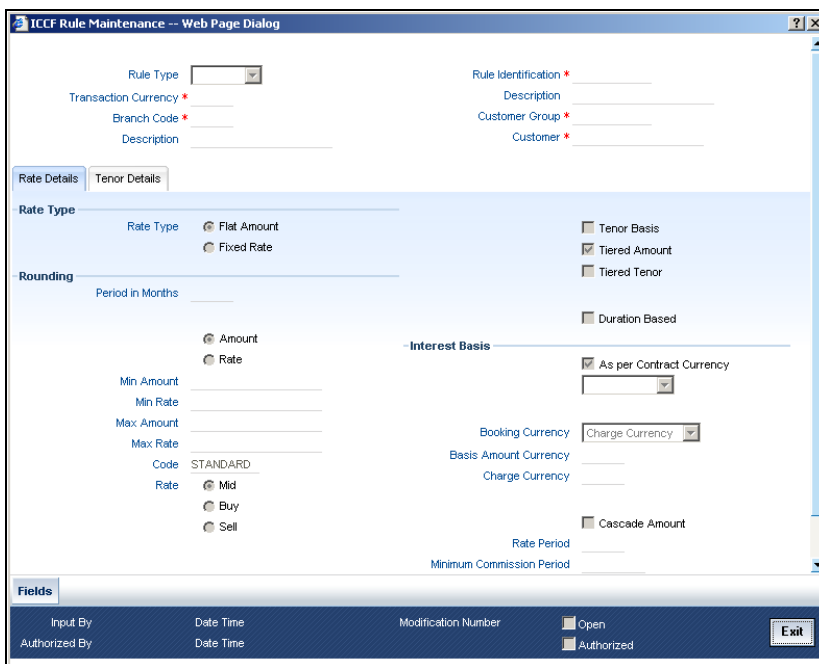 ICCF Rule Maintenance -- Web Page Dialog
Rule Type
Rule Identification *
Transaction Currency *
Description
Branch Code *
Customer Group *
Description
Customer *
Rate Details
Tenor Details
Rate Type
Rate Type
Flat Amount
Tenor Basis
Fixed Rate
Tiered Amount
Tiered Tenor
Rounding
Period in Months
Duration Based
Amount
Interest Basis
Rate
As per Contract Currency
Min Amount
Min Rate
Max Amount
Booking Currency
Charge Currency
Max Rate
Basis Amount Currency
Code
STANDARD
Charge Currency
Rate
Mid
Buy
Sell
Cascade Amount
Rate Period
Minimum Commission Period
Fields
Input By
Date Time
Modification Number
Open
Exit
Authorized By
Date Time
Authorized